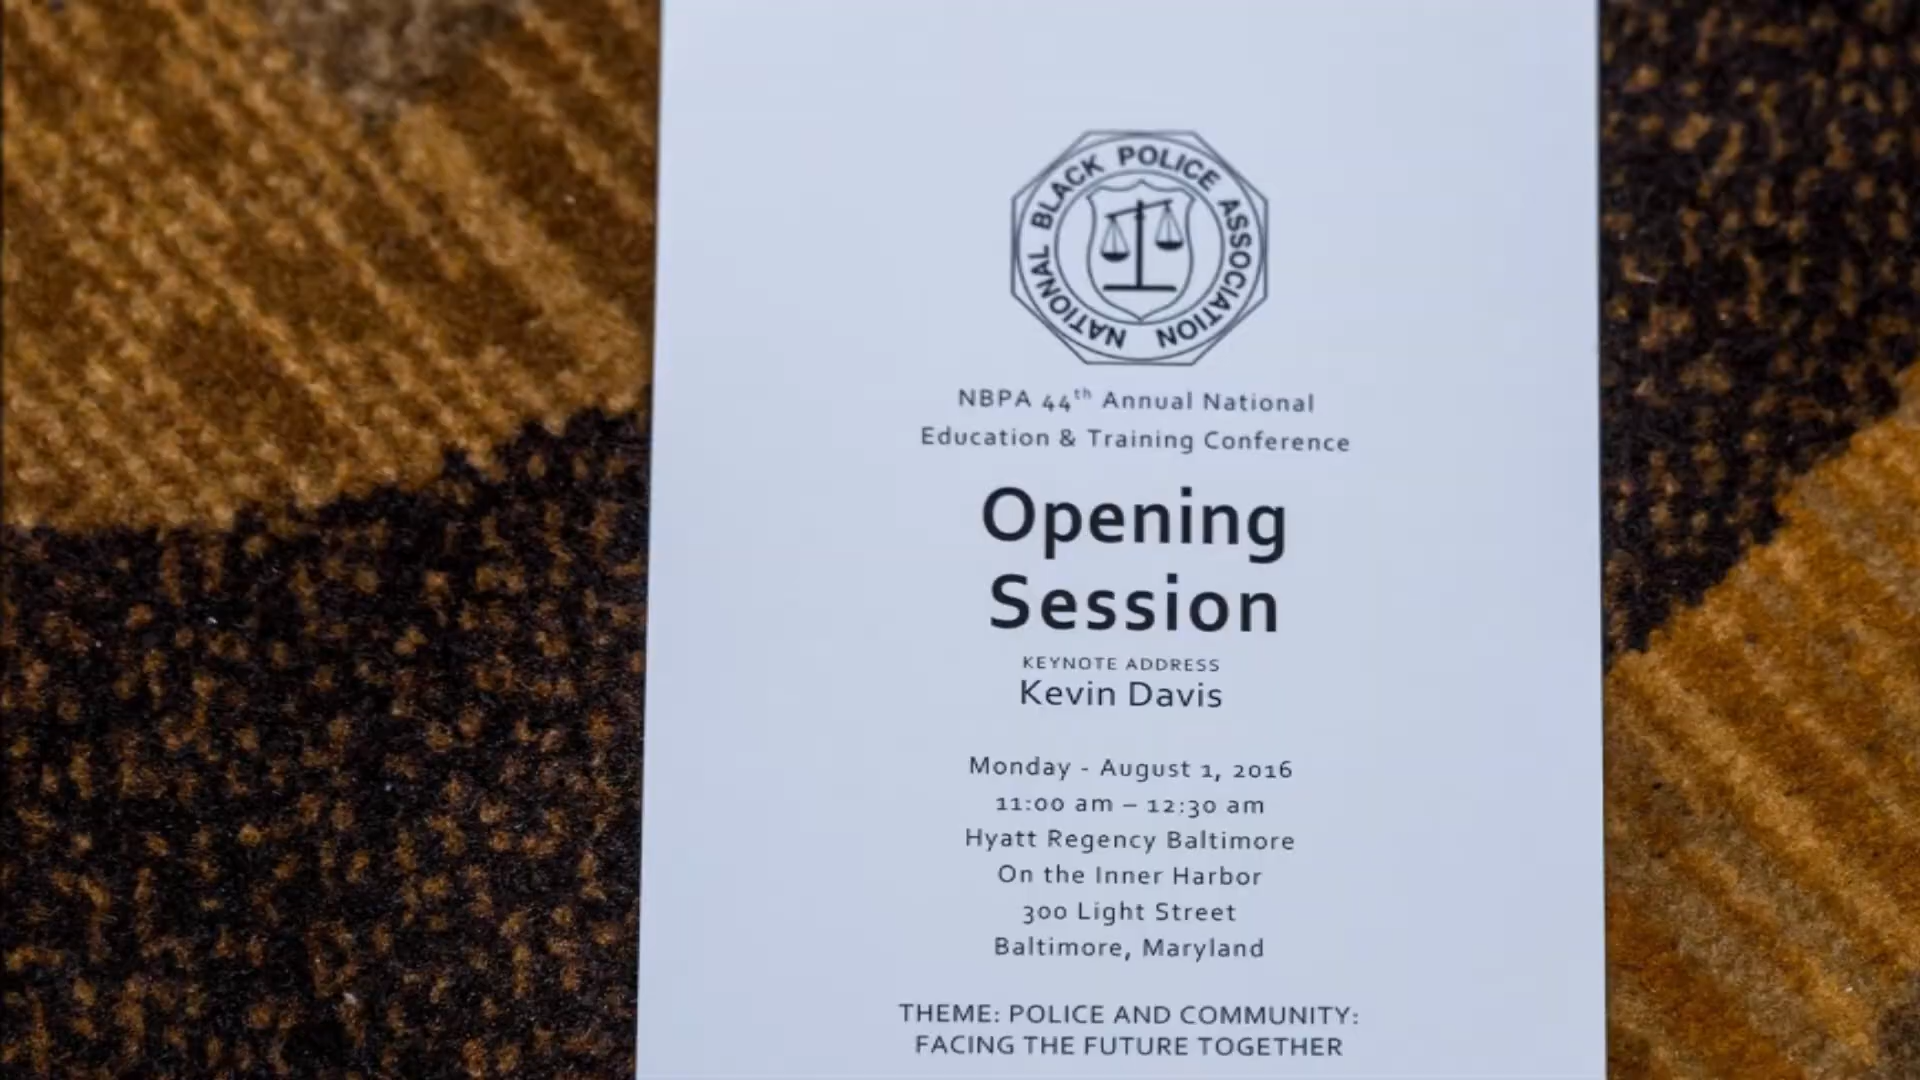 NATIONAL BLACK POLICE ASSOCIATION
NBPA 44th Annual National
Education & Training Conference
Opening
Session
KEYNOTE ADDRESS
Kevin Davis
Monday - August 1, 2016
11:00 am – 12:30 am
Hyatt Regency Baltimore
On the Inner Harbor
300 Light Street
Baltimore, Maryland
THEME: POLICE AND COMMUNITY:
FACING THE FUTURE TOGETHER